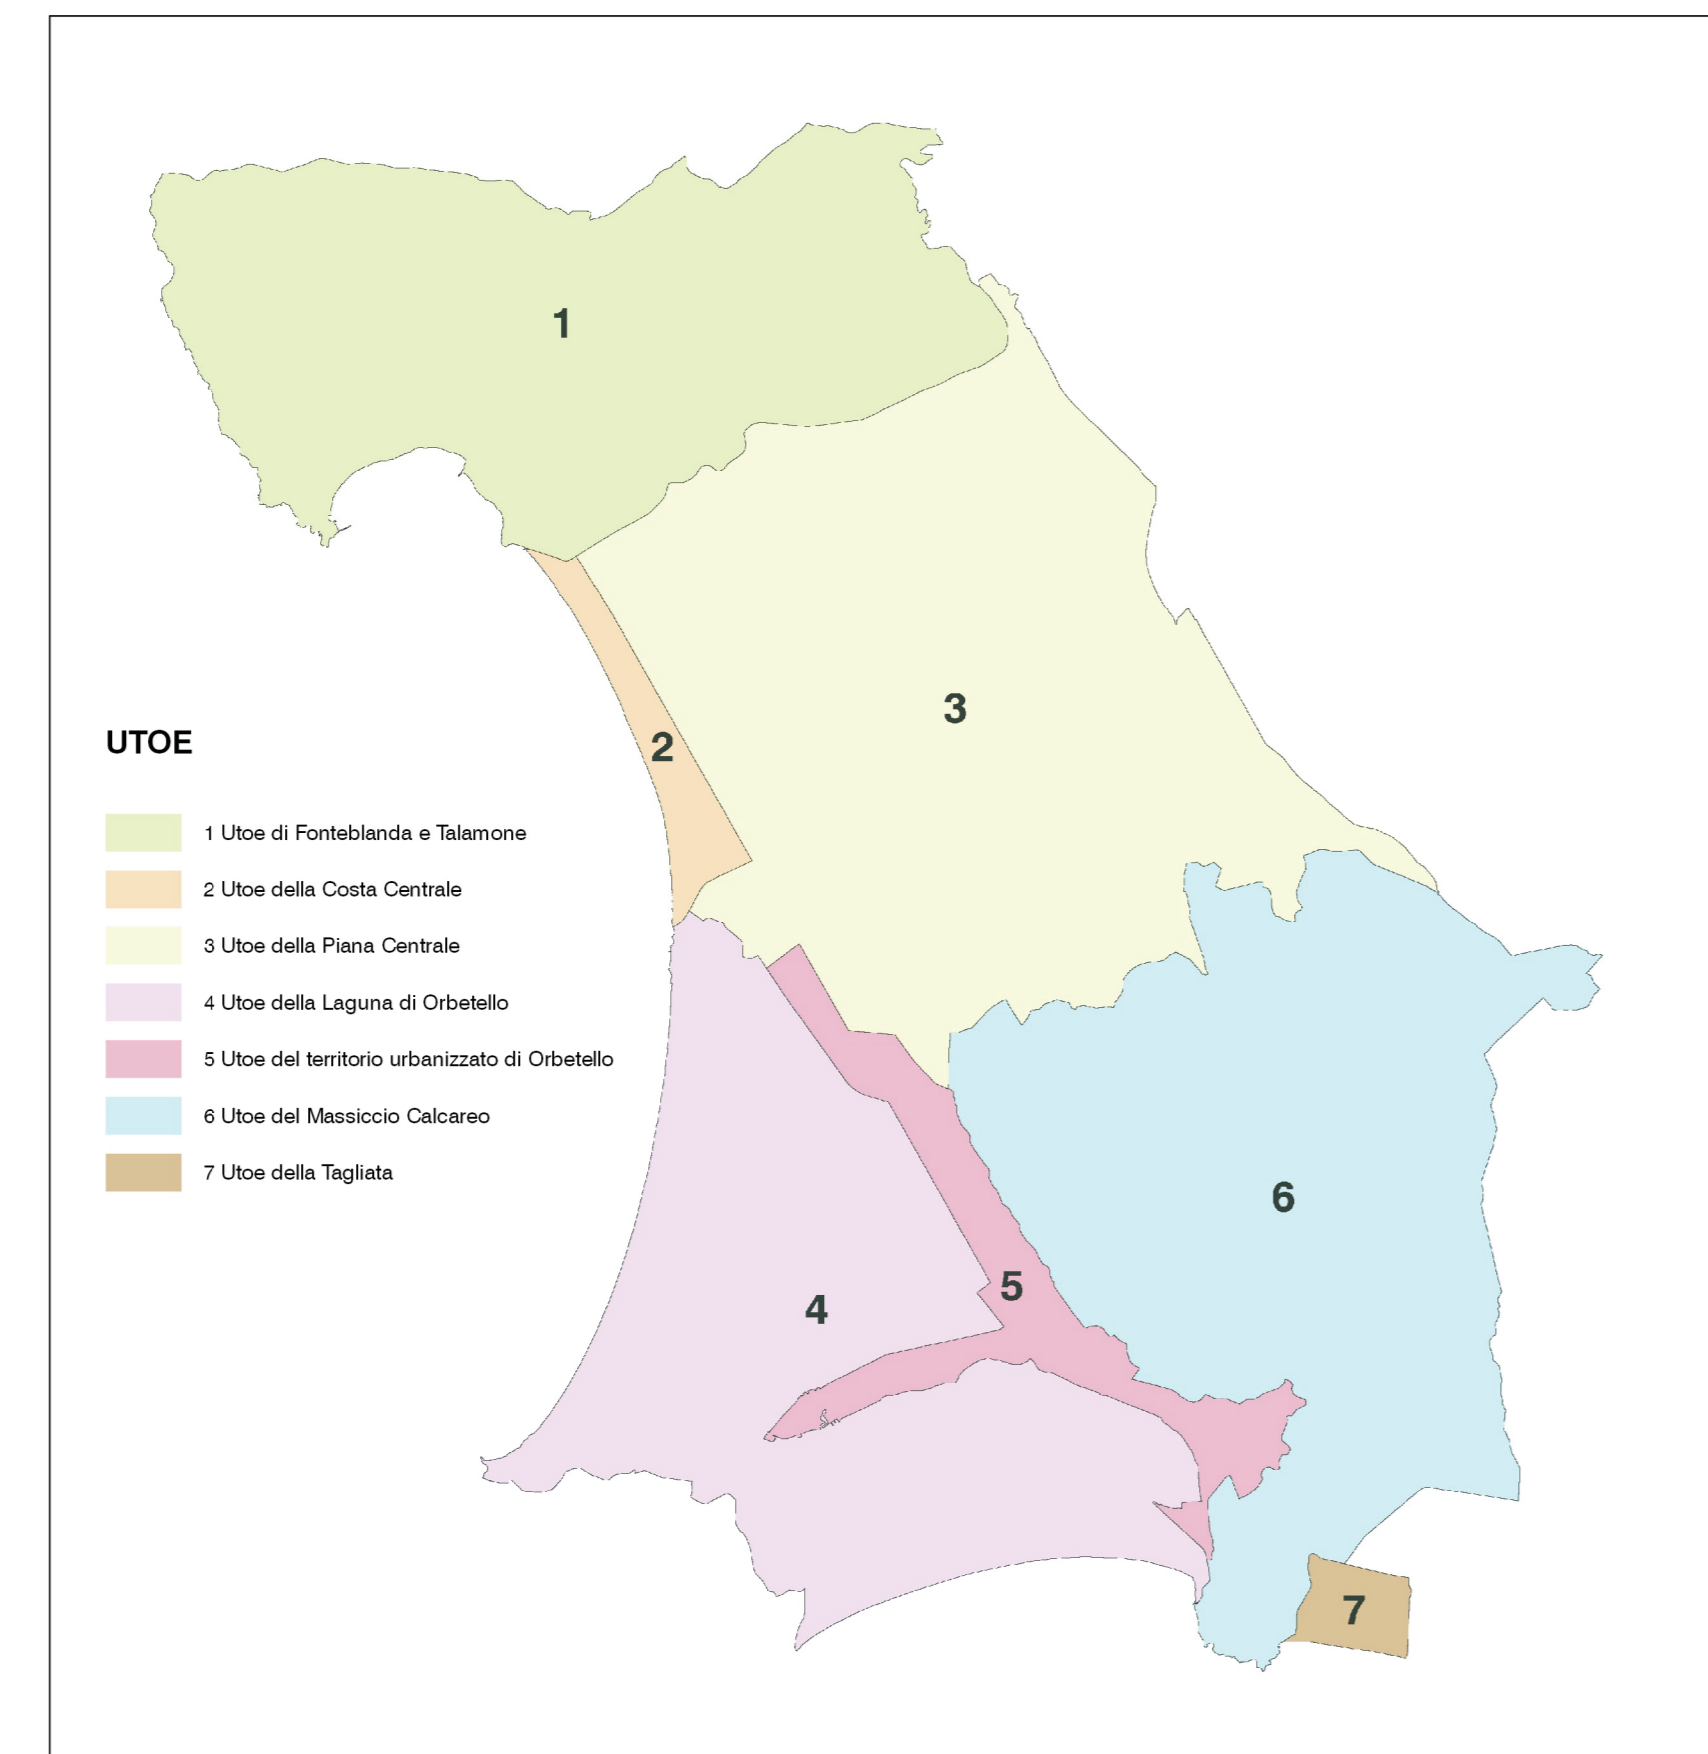 1
3
2
UTOE
1 Utoe di Fonteblanda e Talamone
2 Utoe della Costa Centrale
3 Utoe della Piana Centrale
4 Utoe della Laguna di Orbetello
5 Utoe del territorio urbanizzato di Orbetello
6 Utoe del Massiccio Calcareo
7 Utoe della Tagliata
6
5
4
7